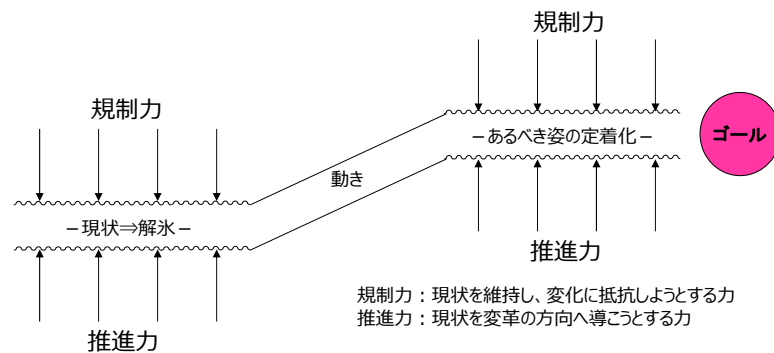 規制力
－現状⇒解氷－
推進力
動き
規制力
－あるべき姿の定着化－
推進力
ゴール
規制力：現状を維持し、変化に抵抗しようとする力
推進力：現状を変革の方向へ導こうとする力